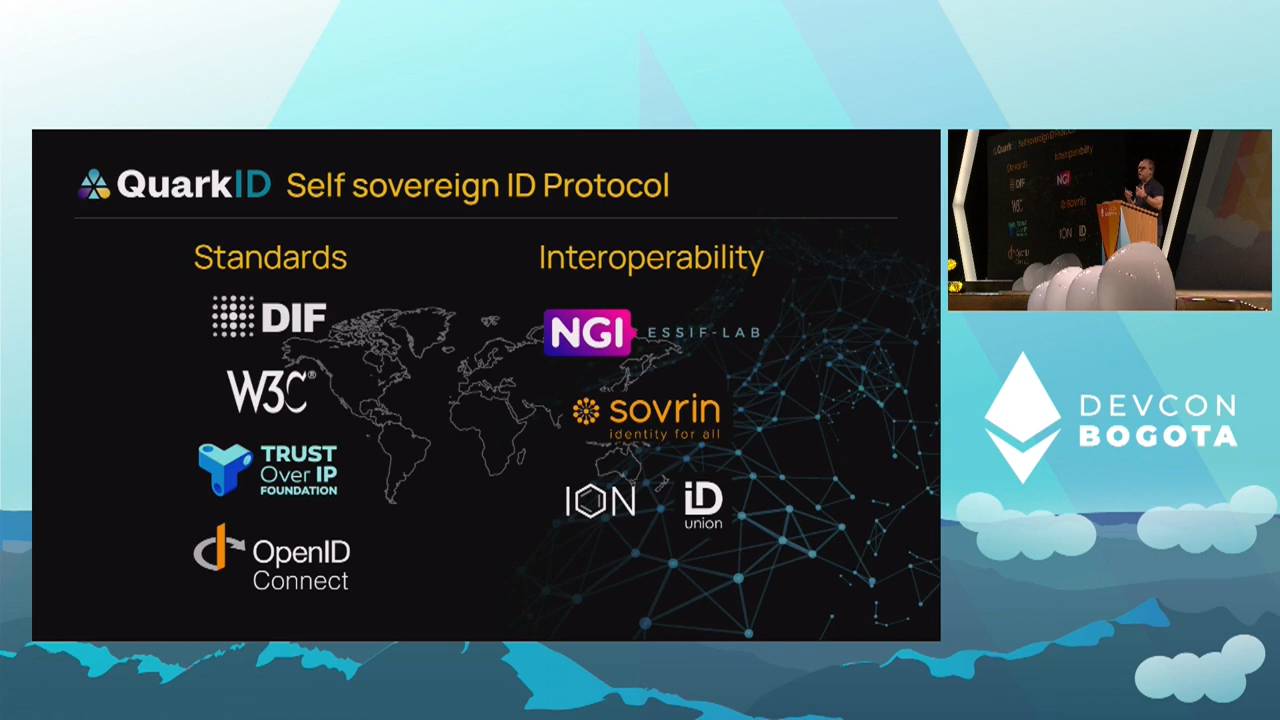 QuarkID Self sovereign ID Protocol
Standards
DIF
W3C®
TRUST
Over IP
FOUNDATION
OpenID
Connect
Interoperability
NGI ESSIF-LAB
sovrin
identity for all
ION
iD
union
DEVCON
BOGOTA